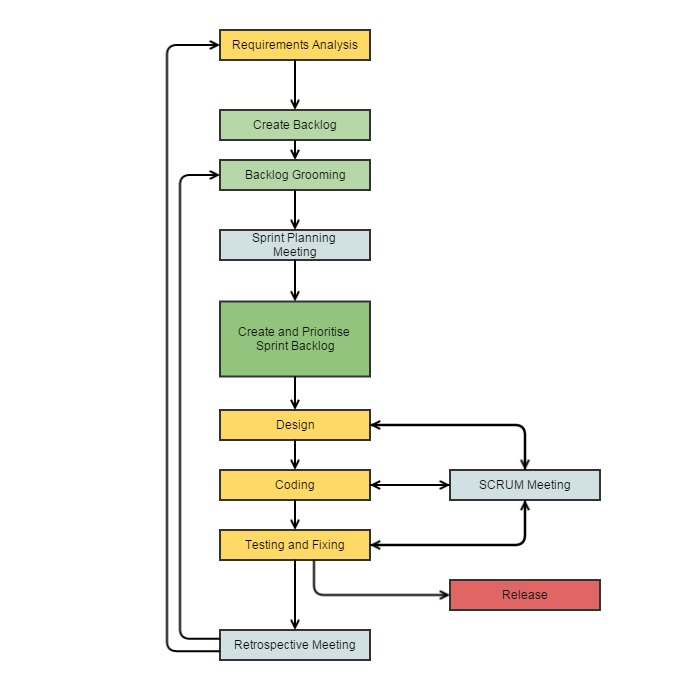 Requirements Analysis
Create Backlog
Backlog Grooming
Sprint Planning
Meeting
Create and Prioritise
Sprint Backlog
Design
Coding
SCRUM Meeting
Testing and Fixing
Release
Retrospective Meeting